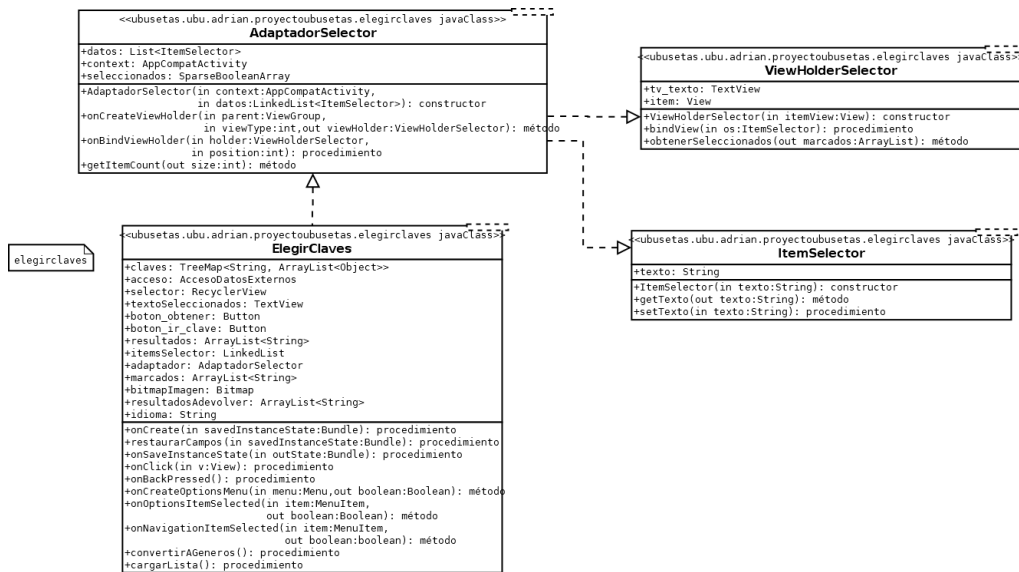 <<ubusetas.ubu.adrian.proyectoubusetas.elegirclaves javaClass>>
AdaptadorSelector
+datos: List<ItemSelector>
+context: AppCompatActivity
+seleccionados: SparseBooleanArray
+AdaptadorSelector(in context:AppCompatActivity,
in datos:LinkedList<ItemSelector>): constructor
+onCreateViewHolder(in parent:ViewGroup,
in viewType:int,out viewHolder:ViewHolderSelector): método
+onBindViewHolder(in holder:ViewHolderSelector,
in position:int): procedimiento
+getItemCount(out size:int): método
<<ubusetas.ubu.adrian.proyectoubusetas.elegirclaves javaClass>>
ViewHolderSelector
+tv_texto: TextView
+item: View
+ViewHolderSelector(in itemView:View): constructor
+bindView(in os:ItemSelector): procedimiento
+obtenerSeleccionados(out marcados:ArrayList): método
elegirclaves
<<ubusetas.ubu.adrian.proyectoubusetas.elegirclaves javaClass>>
ElegirClaves
+claves: TreeMap<String, ArrayList<Object>>
+acceso: AccesoDatosExternos
+selector: RecyclerView
+textoSeleccionados: TextView
+boton_obtener: Button
+boton_ir_clave: Button
+resultados: ArrayList<String>
+itemsSelector: LinkedList
+adaptador: AdaptadorSelector
+marcados: ArrayList<String>
+bitmapImagen: Bitmap
+resultadosAdevolver: ArrayList<String>
+idioma: String
+onCreate(in savedInstanceState:Bundle): procedimiento
+restaurarCampos(in savedInstanceState:Bundle): procedimiento
+onSaveInstanceState(in outState:Bundle): procedimiento
+onClick(in v:View): procedimiento
+onBackPressed(): procedimiento
+onCreateOptionsMenu(in menu:Menu,out boolean:Boolean): método
+onOptionsItemSelected(in item:MenuItem,
out boolean:Boolean): método
+onNavigationItemSelected(in item:MenuItem,
out boolean:boolean): método
+convertirAGeneros(): procedimiento
+cargarLista(): procedimiento
<<ubusetas.ubu.adrian.proyectoubusetas.elegirclaves javaClass>>
ItemSelector
+texto: String
+ItemSelector(in texto:String): constructor
+getTexto(out texto:String): método
+setTexto(in texto:String): procedimiento